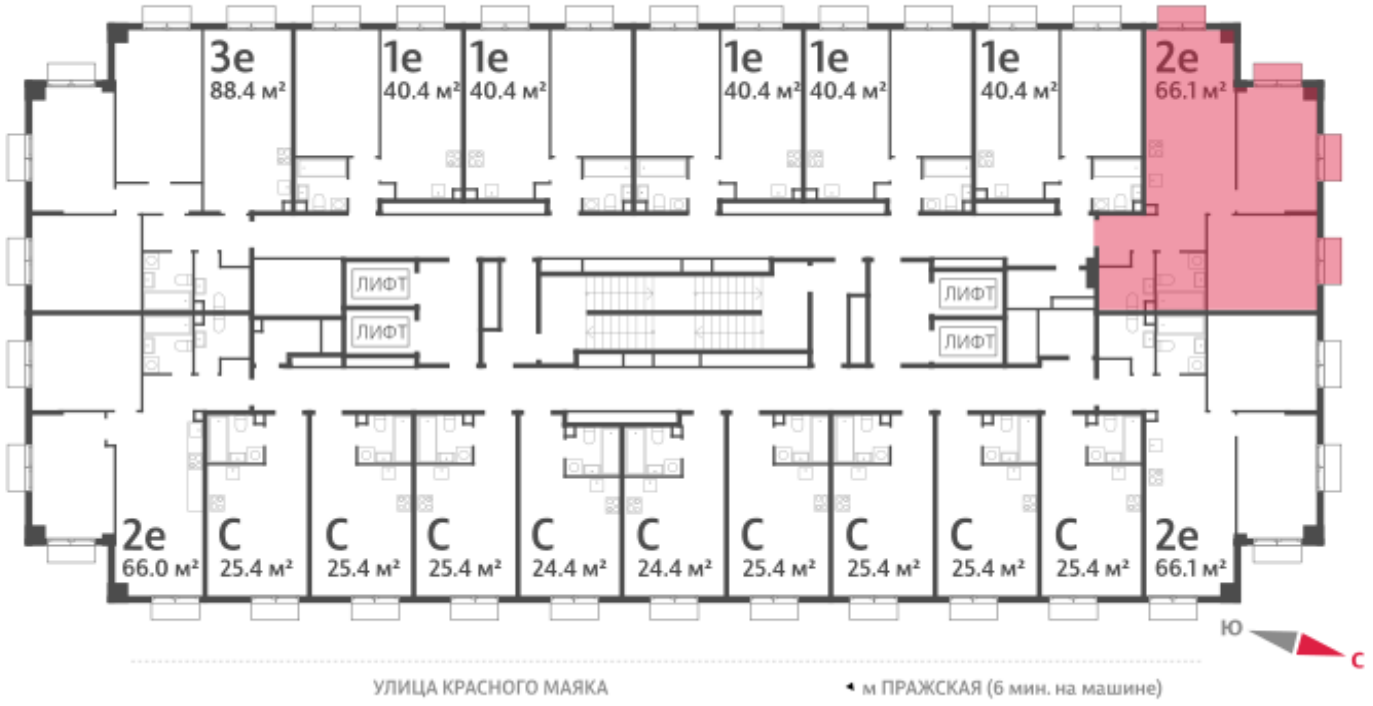 3е 1е 1е 1е 1е 1е 2е
88.4 м² 40.4 м² 40.4 м² 40.4 м² 40.4 м² 40.4 м² 66.1 м²
ЛИФТ ЛИФТ
ЛИФТ ЛИФТ
2е С С С С С С С С С 2е
66.0 м² 25.4 м² 25.4 м² 25.4 м² 24.4 м² 24.4 м² 25.4 м² 25.4 м² 25.4 м² 25.4 м² 66.1 м²
Ю
С
УЛИЦА КРАСНОГО МАЯКА м ПРАЖСКАЯ (6 мин. на машине)